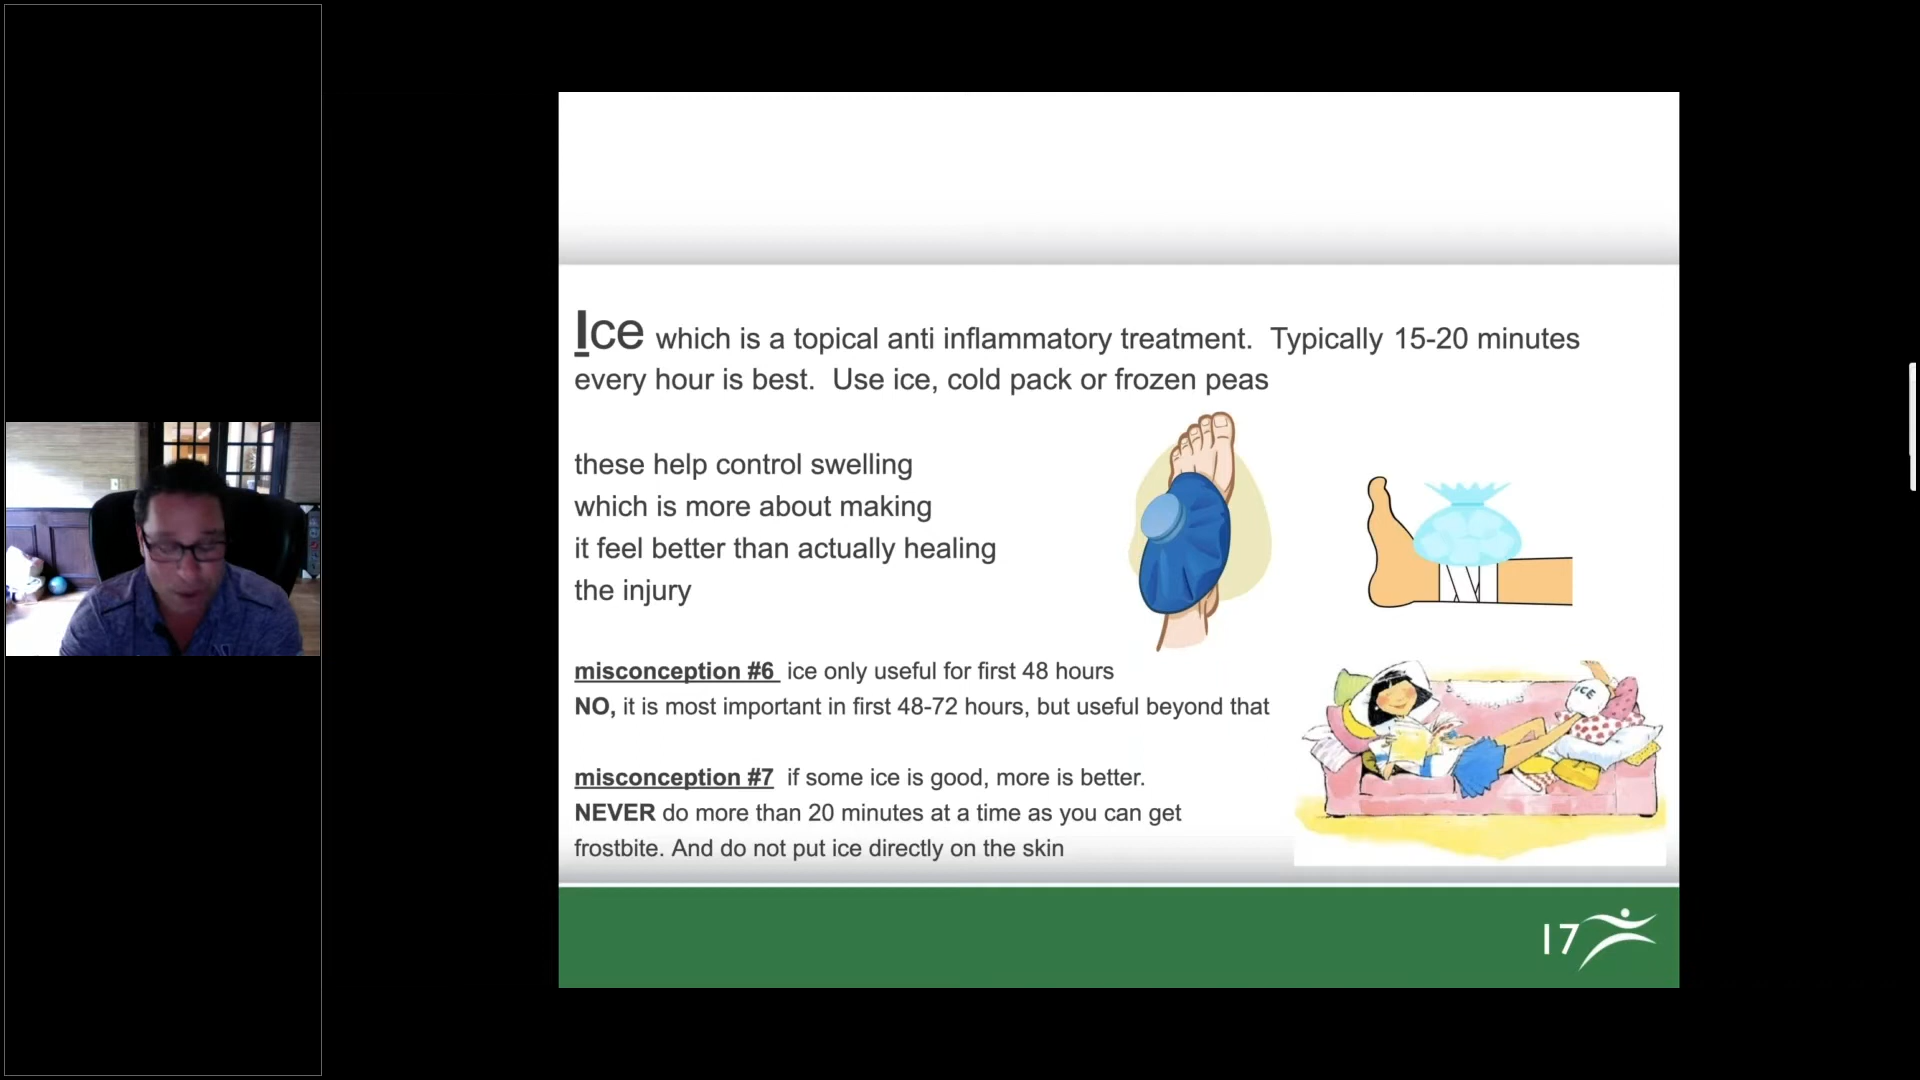 Ice which is a topical anti inflammatory treatment. Typically 15-20 minutes
every hour is best. Use ice, cold pack or frozen peas
these help control swelling
which is more about making
it feel better than actually healing
the injury
misconception #6 ice only useful for first 48 hours
NO, it is most important in first 48-72 hours, but useful beyond that
misconception #7 if some ice is good, more is better.
NEVER do more than 20 minutes at a time as you can get
frostbite. And do not put ice directly on the skin
ICE
17